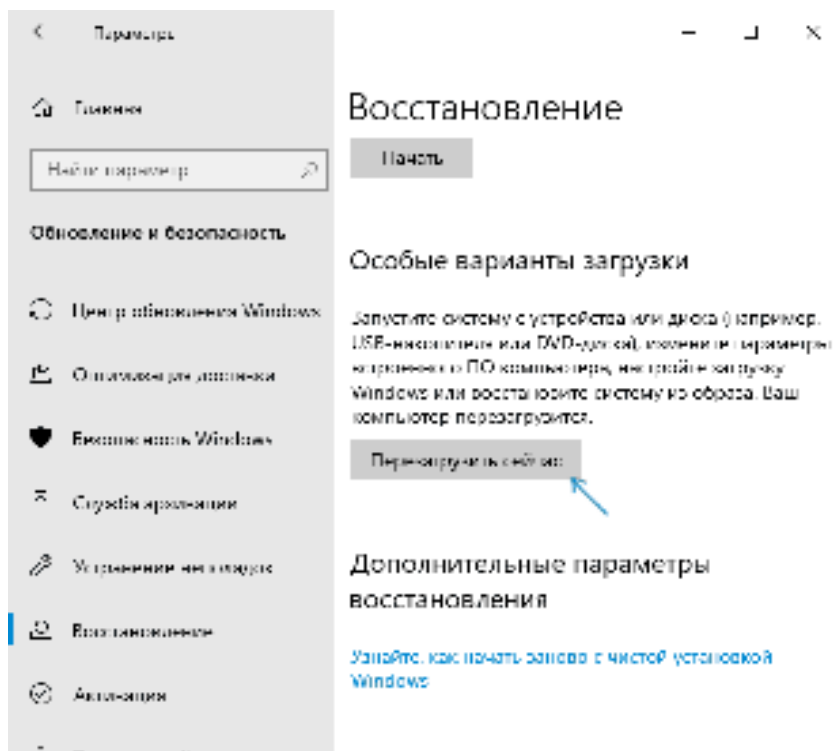 Параметры
Главная
Найти параметр
Обновление и безопасность
Центр обновления Windows
Оптимизация доставки
Безопасность Windows
Служба архивации
Устранение неполадок
Восстановление
Активация
Восстановление
Начать
Особые варианты загрузки
Запустите систему с устройства или диска (например,
USB-накопителя или DVD-диска), измените параметры
встроенного ПО компьютера, настройте загрузку
Windows или восстановите систему из образа. Ваш
компьютер перезагрузится.
Перезагрузить сейчас
Дополнительные параметры
восстановления
Узнайте, как начать заново с чистой установкой
Windows